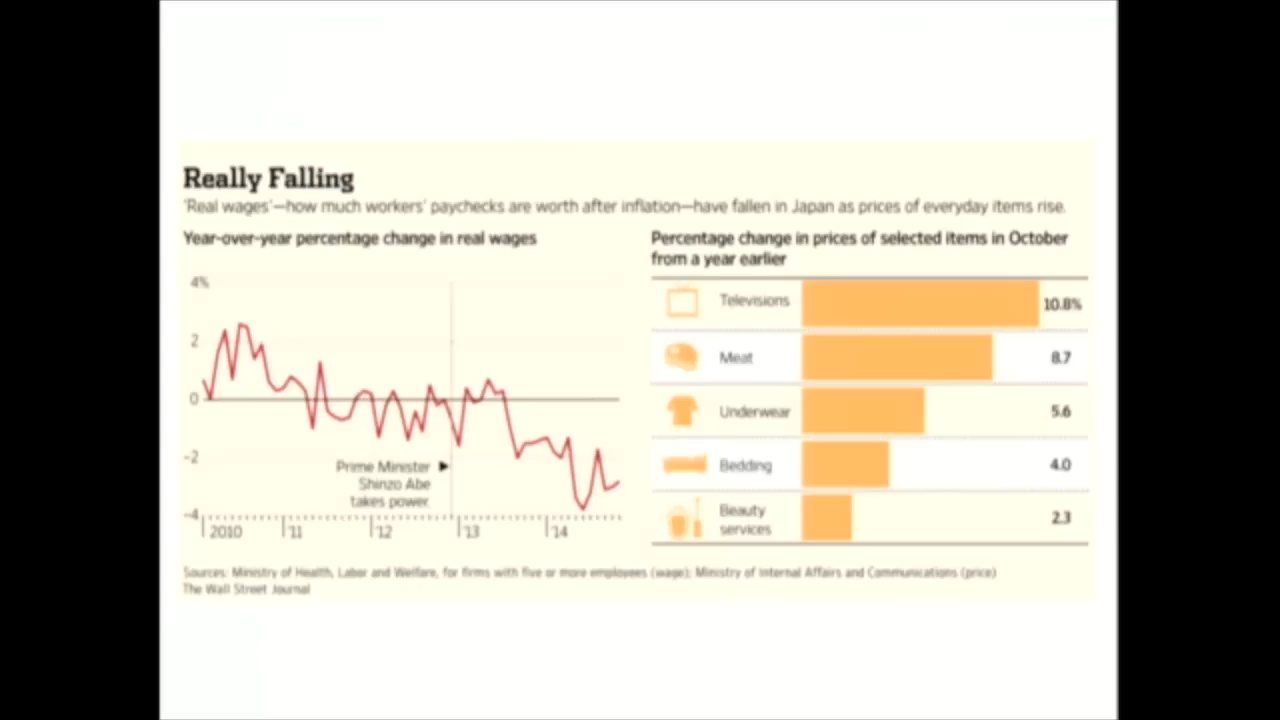 Really Falling
'Real wages'—how much workers' paychecks are worth after inflation—have fallen in Japan as prices of everyday items rise.
Year-over-year percentage change in real wages
4%
2
0
-2
-4
Prime Minister ▶
Shinzo Abe
takes power.
2010
'11
'12
'13
'14
Percentage change in prices of selected items in October
from a year earlier
Televisions 10.8%
Meat 8.7
Underwear 5.6
Bedding 4.0
Beauty
services 2.3
Sources: Ministry of Health, Labor and Welfare, for firms with five or more employees (wage); Ministry of Internal Affairs and Communications (price)
The Wall Street Journal